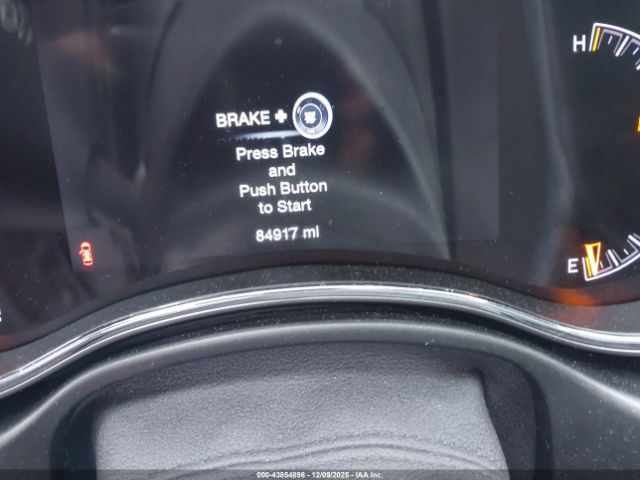 H
BRAKE +
Press Brake
and
Push Button
to Start
84917 mi
E
000-43854896 - 12/09/2025 - IAA Inc.